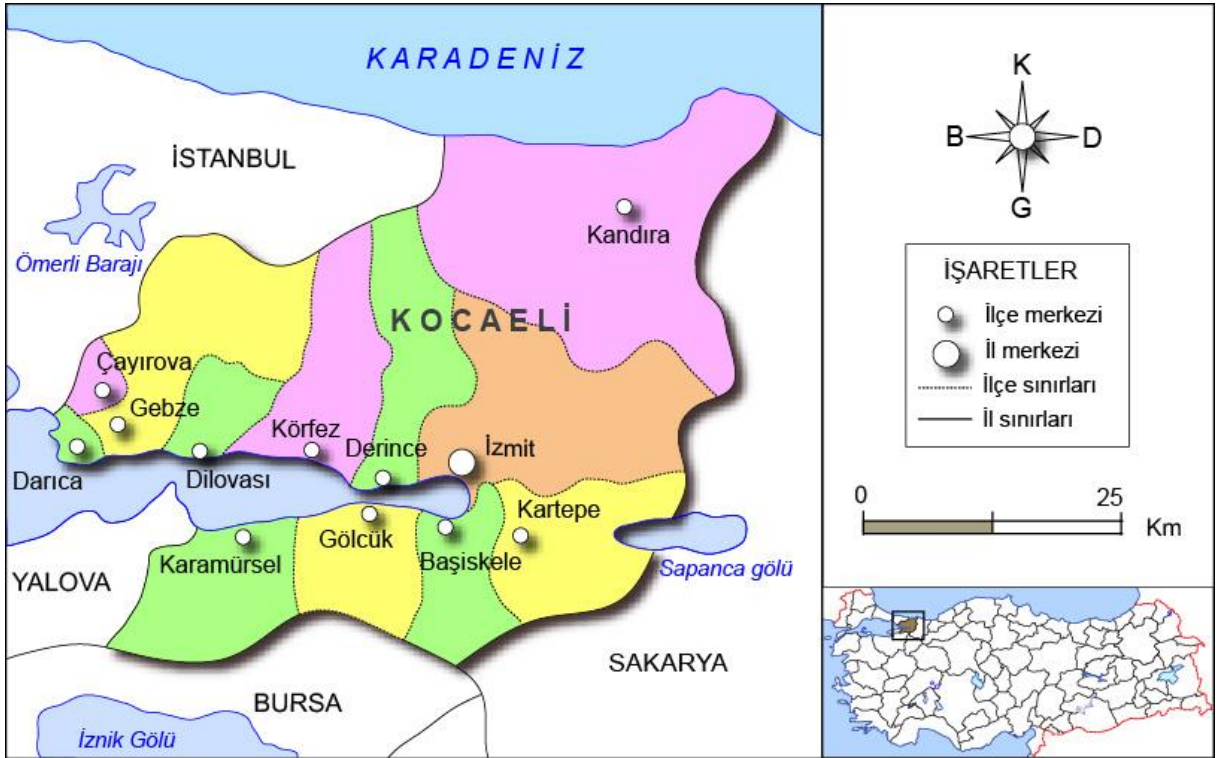 KARADENİZ
İSTANBUL
Ömerli Barajı
Kandıra
KOCAELİ
Çayırova
Gebze
Körfez
Derince
İzmit
Darıca
Dilovası
Kartepe
Gölcük
Başiskele
Karamürsel
YALOVA
Sapanca gölü
SAKARYA
BURSA
İznik Gölü
K
B D
G
İŞARETLER
İlçe merkezi
İl merkezi
İlçe sınırları
İl sınırları
0 25
Km